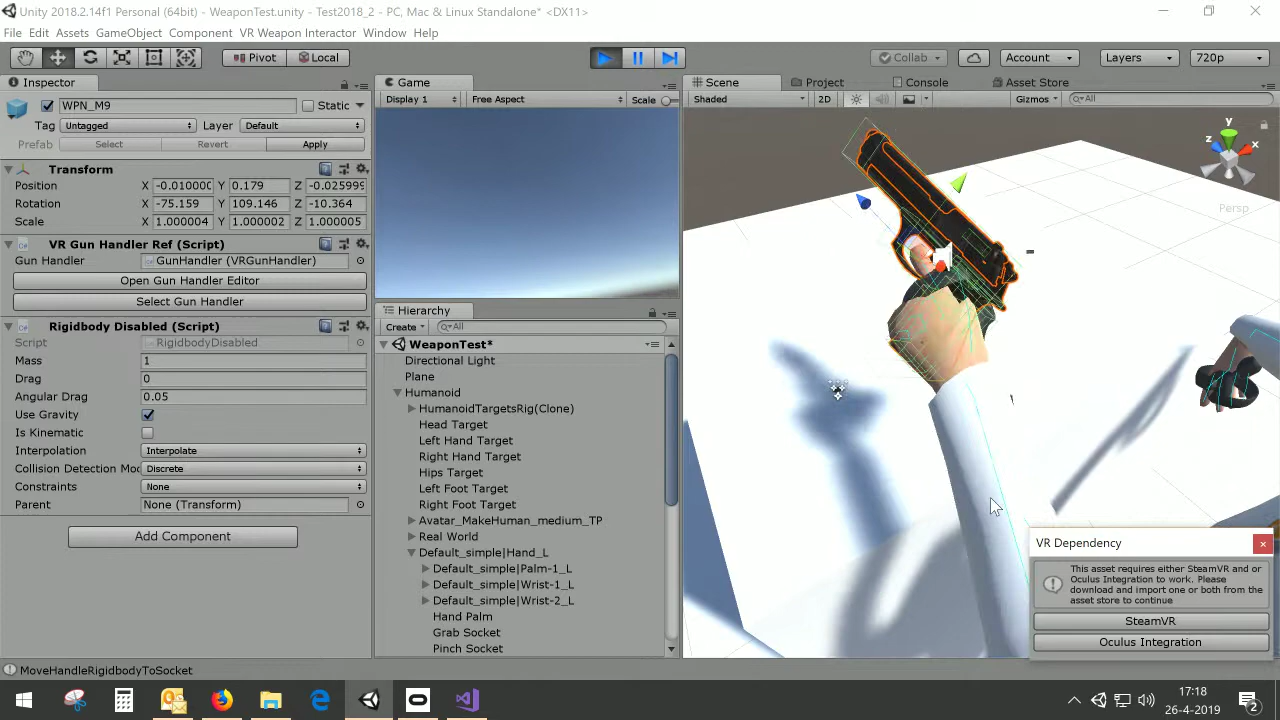 Unity 2018.2.14f1 Personal (64bit) - WeaponTest.unity - Test2018_2 - PC, Mac & Linux Standalone* <DX11>
File Edit Assets GameObject Component VR Weapon Interactor Window Help
Pivot Local Collab Account Layers 720p
Inspector
WPN_M9 Static
Tag Untagged Layer Default
Prefab Select Revert Apply
Transform
Position X -0.01000( Y 0.179 Z -0.025999
Rotation X -75.159 Y 109.146 Z -10.364
Scale X 1.000004 Y 1.000002 Z 1.000005
VR Gun Handler Ref (Script)
Gun Handler GunHandler (VRGunHandler)
Open Gun Handler Editor
Select Gun Handler
Rigidbody Disabled (Script)
Script RigidbodyDisabled
Mass 1
Drag 0
Angular Drag 0.05
Use Gravity
Is Kinematic
Interpolation Interpolate
Collision Detection Mod Discrete
Constraints None
Parent None (Transform)
Add Component
Game
Display 1 Free Aspect Scale
Hierarchy
Create All
WeaponTest*
Directional Light
Plane
Humanoid
HumanoidTargetsRig(Clone)
Head Target
Left Hand Target
Right Hand Target
Hips Target
Left Foot Target
Right Foot Target
Avatar_MakeHuman_medium_TP
Real World
Default_simple|Hand_L
Default_simple|Palm-1_L
Default_simple|Wrist-1_L
Default_simple|Wrist-2_L
Hand Palm
Grab Socket
Pinch Socket
Scene Project Console Asset Store
Shaded 2D Gizmos All
y
z
x
Persp
VR Dependency
This asset requires either SteamVR and or
Oculus Integration to work. Please
download and import one or both from the
asset store to continue
SteamVR
Oculus Integration
MoveHandleRigidbodyToSocket
17:18
26-4-2019
2